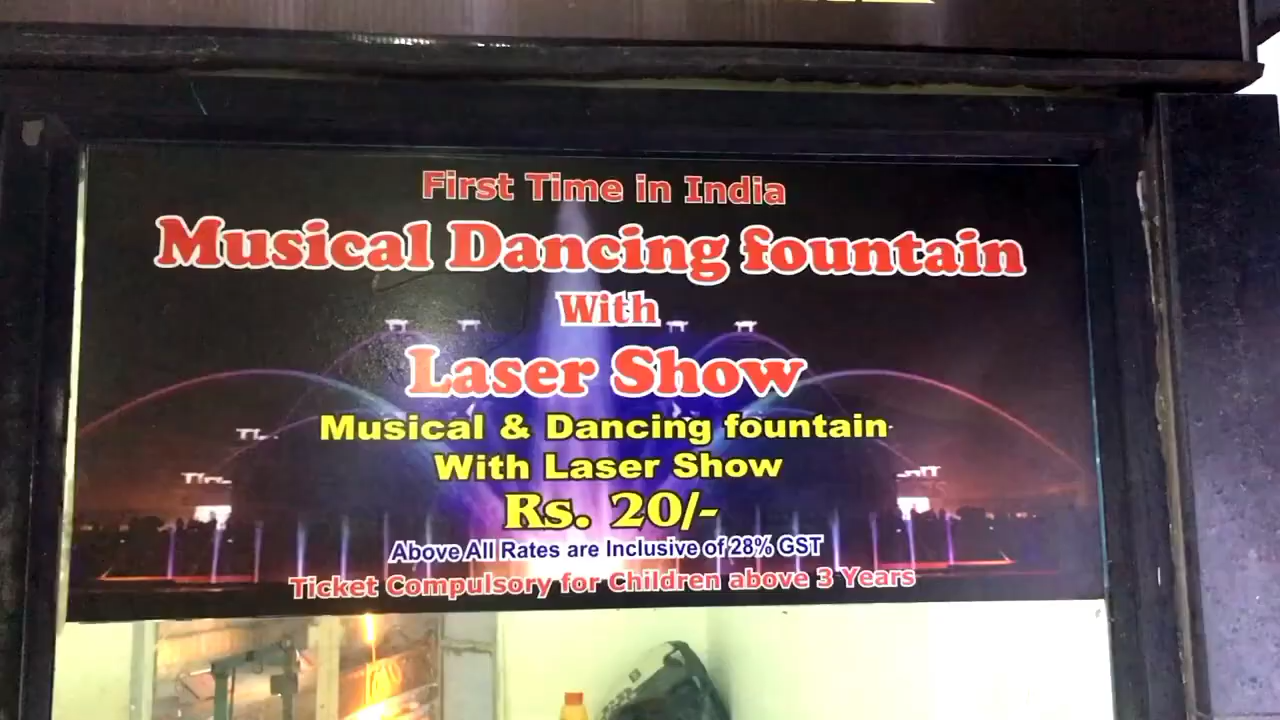 First Time in India
Musical Dancing fountain
With
Laser Show
Musical & Dancing fountain
With Laser Show
Rs. 20/-
Above All Rates are Inclusive of 28% GST
Ticket Compulsory for Children above 3 Years